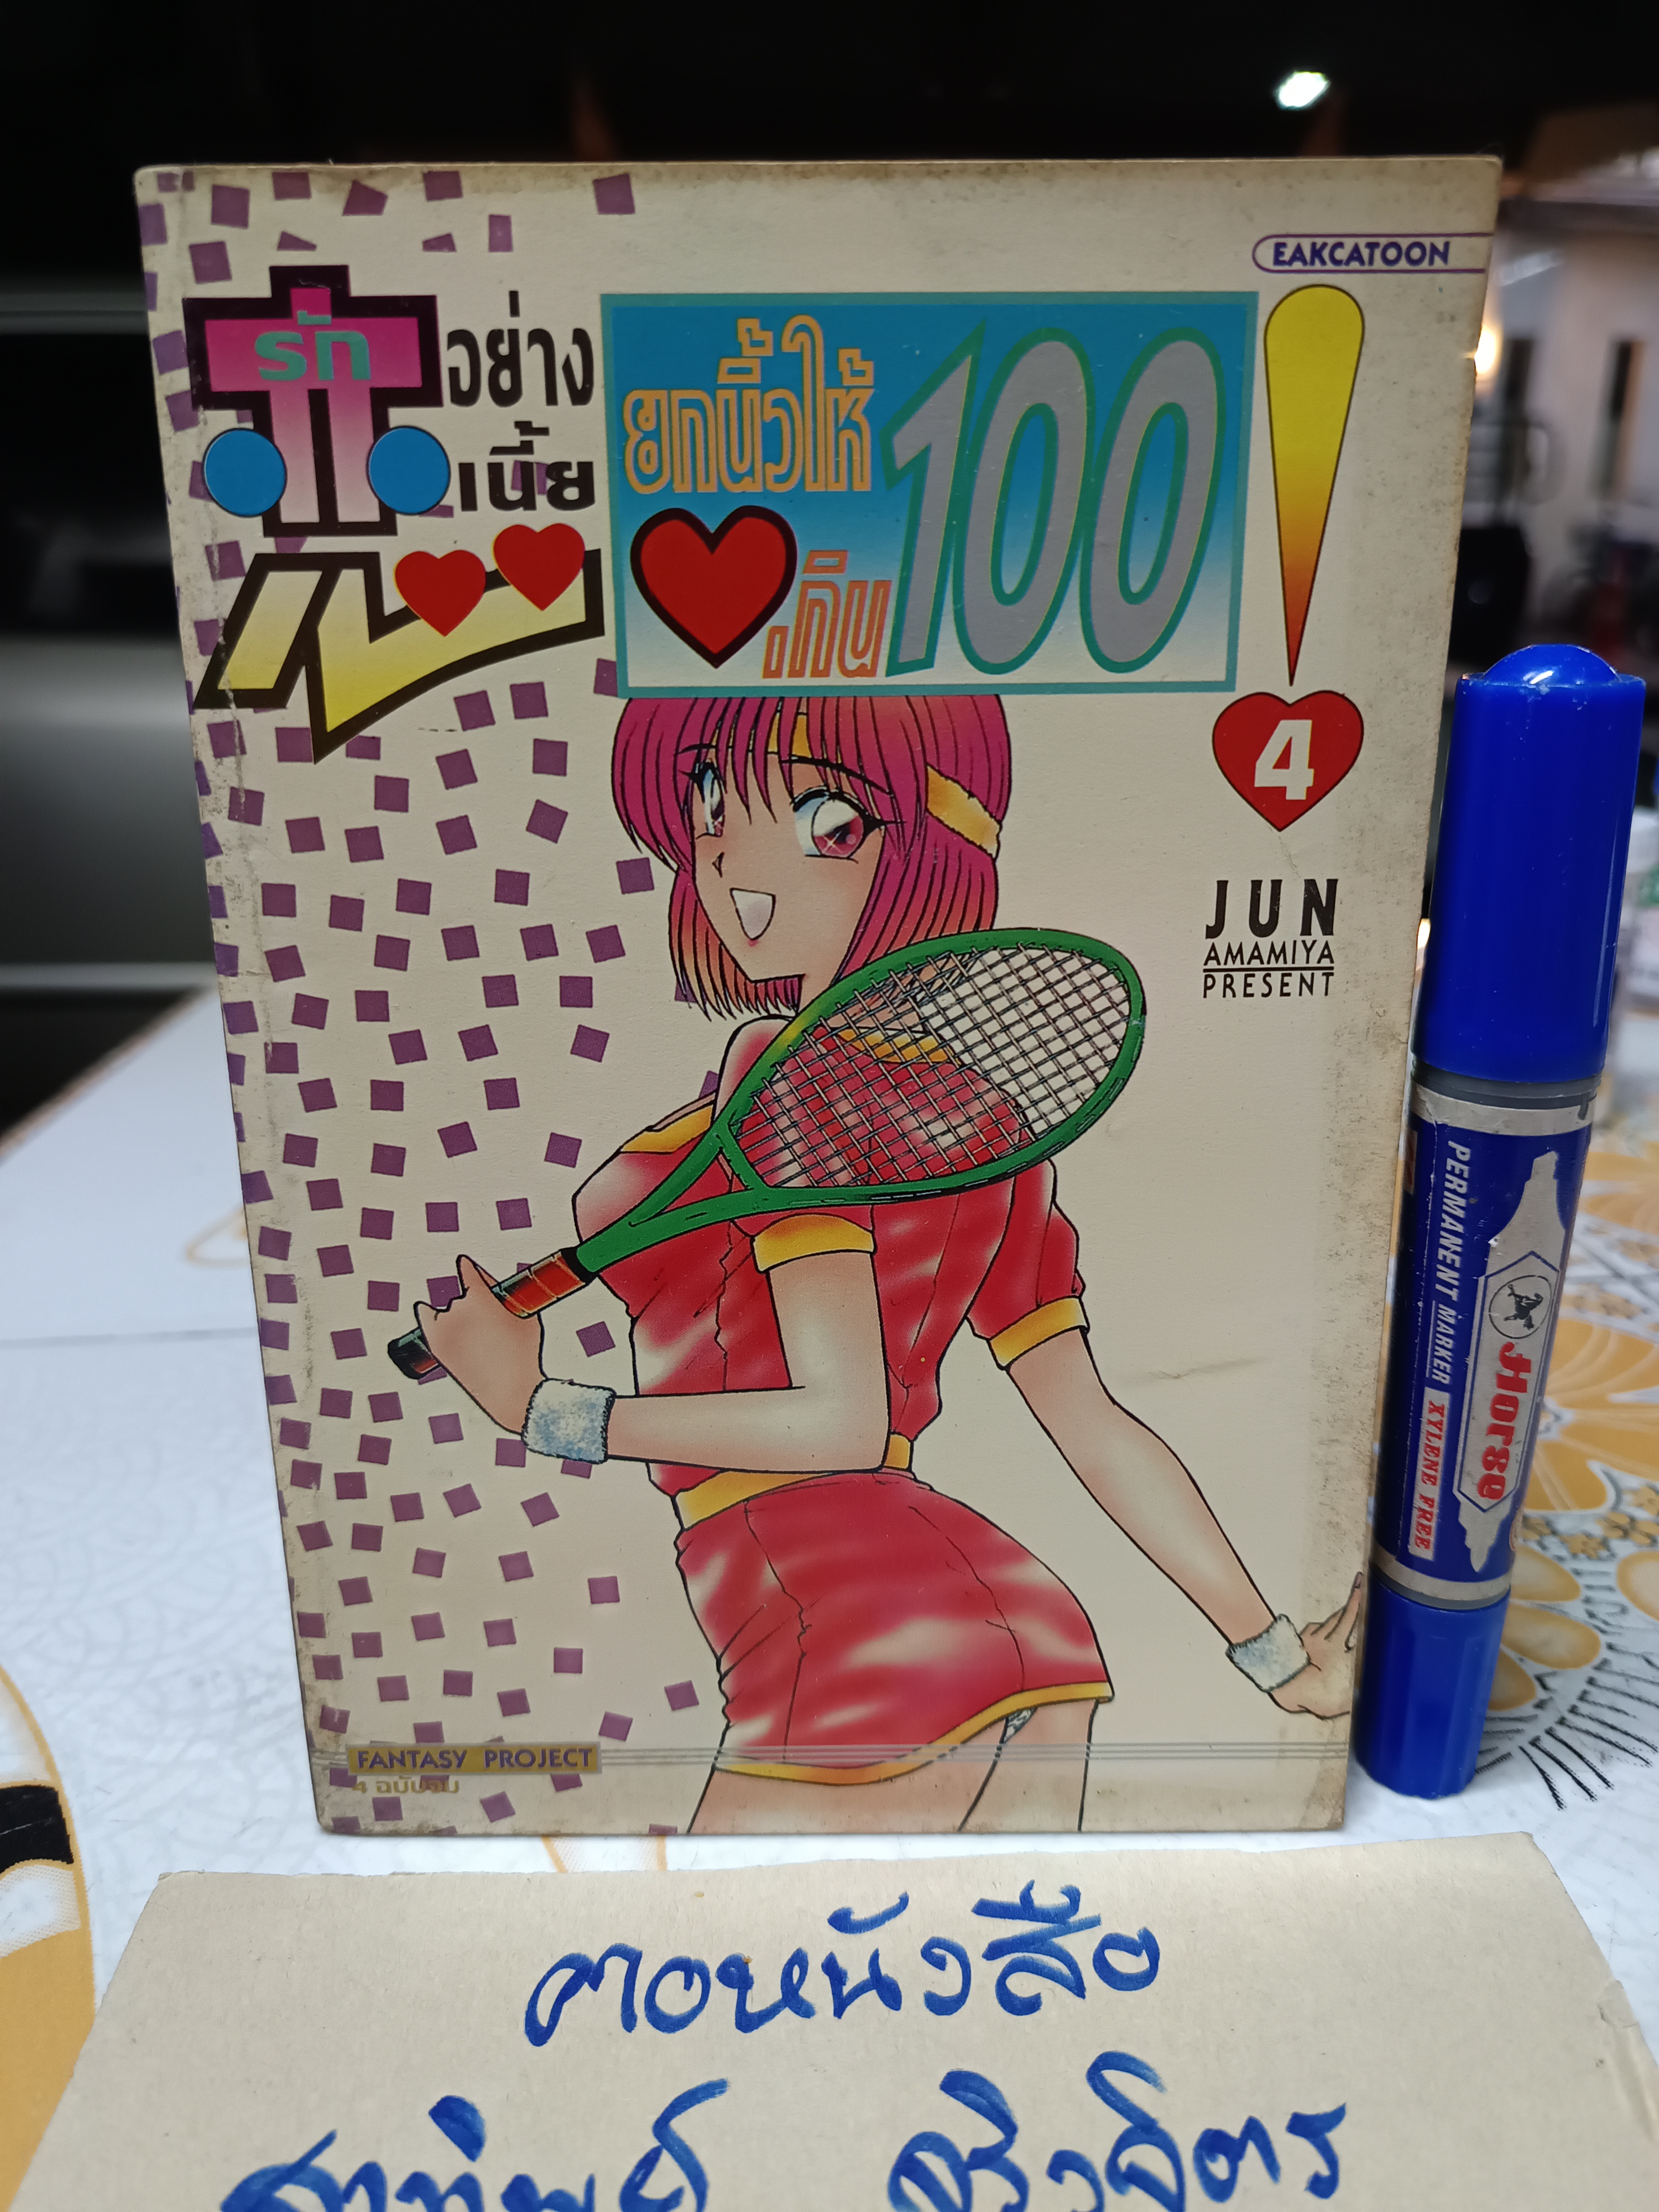 EAKCATOON
รัก
อย่าง
เนี้ย
ยกนิ้วให้
เกิน
100
!
4
JUN
AMAMIYA
PRESENT
PERMANENT MARKER
XYLENE FREE
Horse
FANTASY PROJECT
4 ฉบับจบ
ฅอหนังสือ